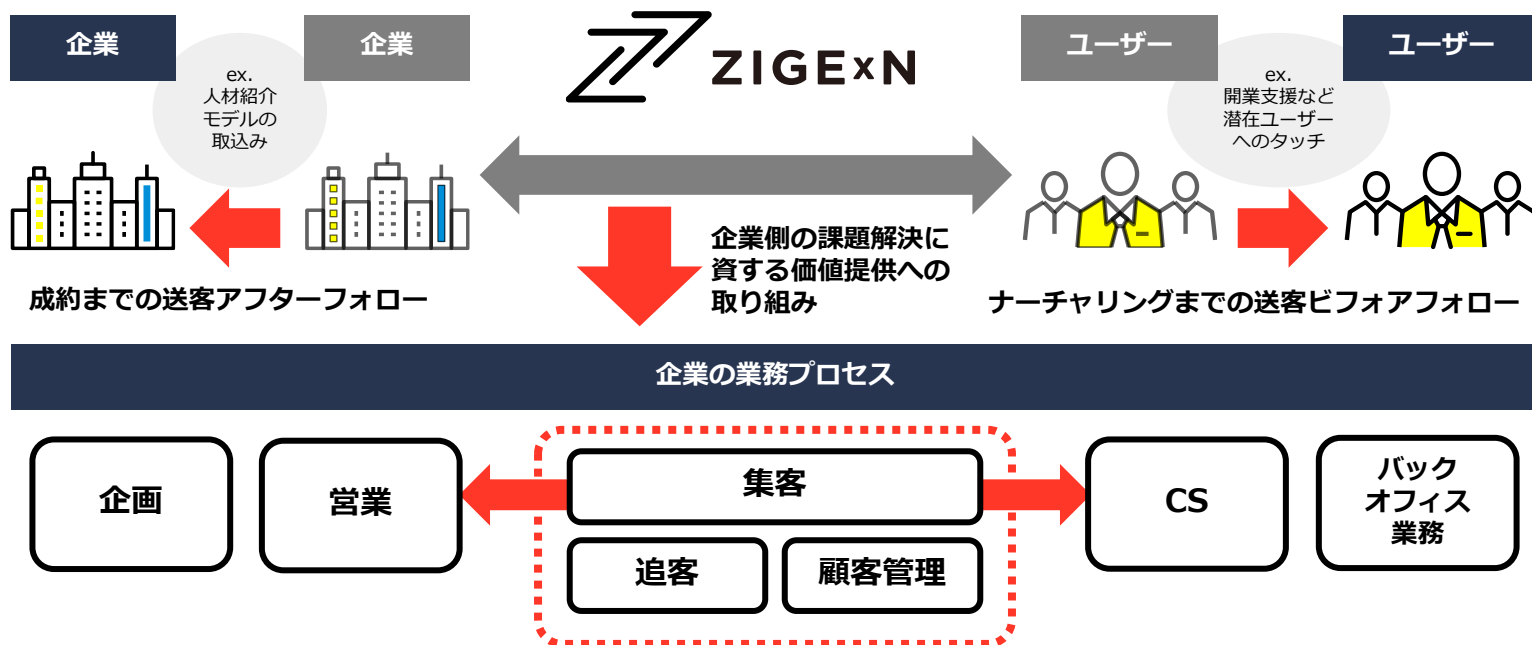 企業
企業
ZIGExN
ユーザー
ユーザー
ex.
人材紹介
モデルの
取込み
ex.
開業支援など
潜在ユーザー
へのタッチ
企業側の課題解決に
資する価値提供への
取り組み
成約までの送客アフターフォロー
ナーチャリングまでの送客ビフォアフォロー
企業の業務プロセス
企画
営業
集客
追客
顧客管理
CS
バック
オフィス
業務